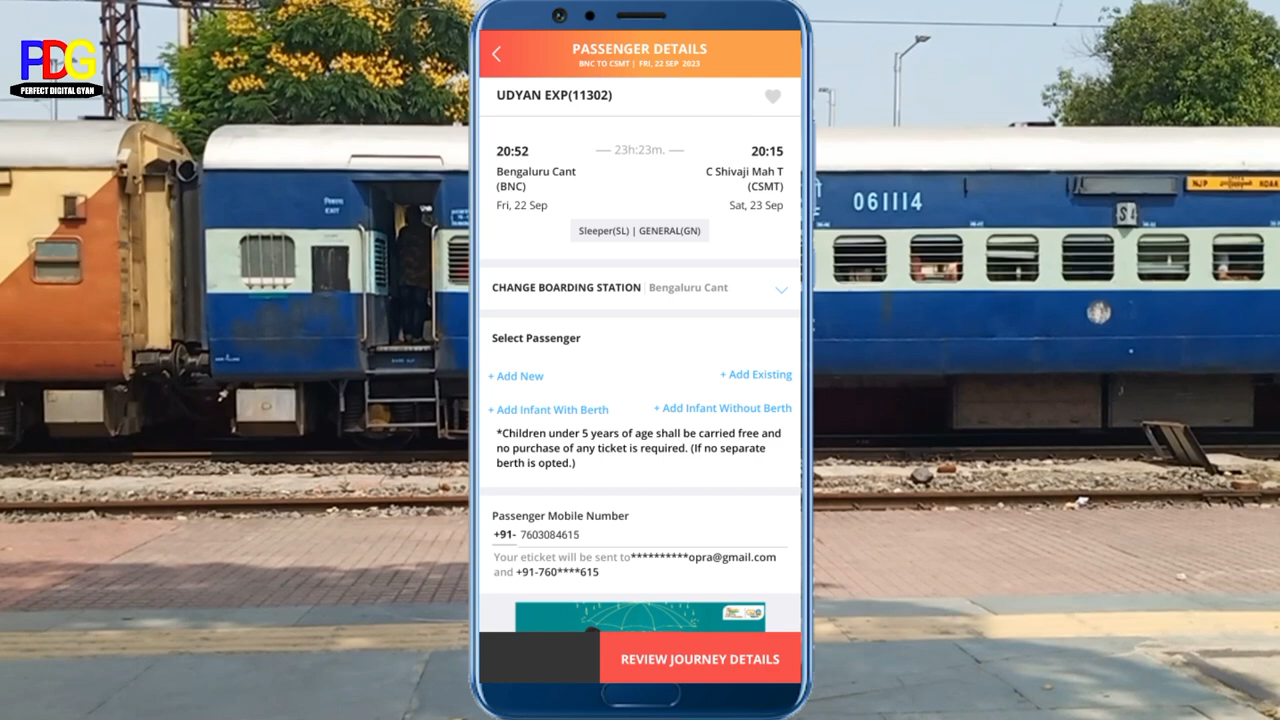 PDG
PERFECT DIGITAL GYAN
PASSENGER DETAILS
BNC TO CSMT | FRI, 22 SEP 2023
UDYAN EXP(11302)
20:52
23h:23m.
20:15
Bengaluru Cant
(BNC)
C Shivaji Mah T
(CSMT)
Fri, 22 Sep
Sat, 23 Sep
Sleeper(SL) | GENERAL(GN)
CHANGE BOARDING STATION | Bengaluru Cant
Select Passenger
+ Add New
+ Add Existing
+ Add Infant With Berth
+ Add Infant Without Berth
*Children under 5 years of age shall be carried free and
no purchase of any ticket is required. (If no separate
berth is opted.)
Passenger Mobile Number
+91- 7603084615
Your eticket will be sent to**********opra@gmail.com
and +91-760****615
REVIEW JOURNEY DETAILS
EXIT
061114
SL
NJP